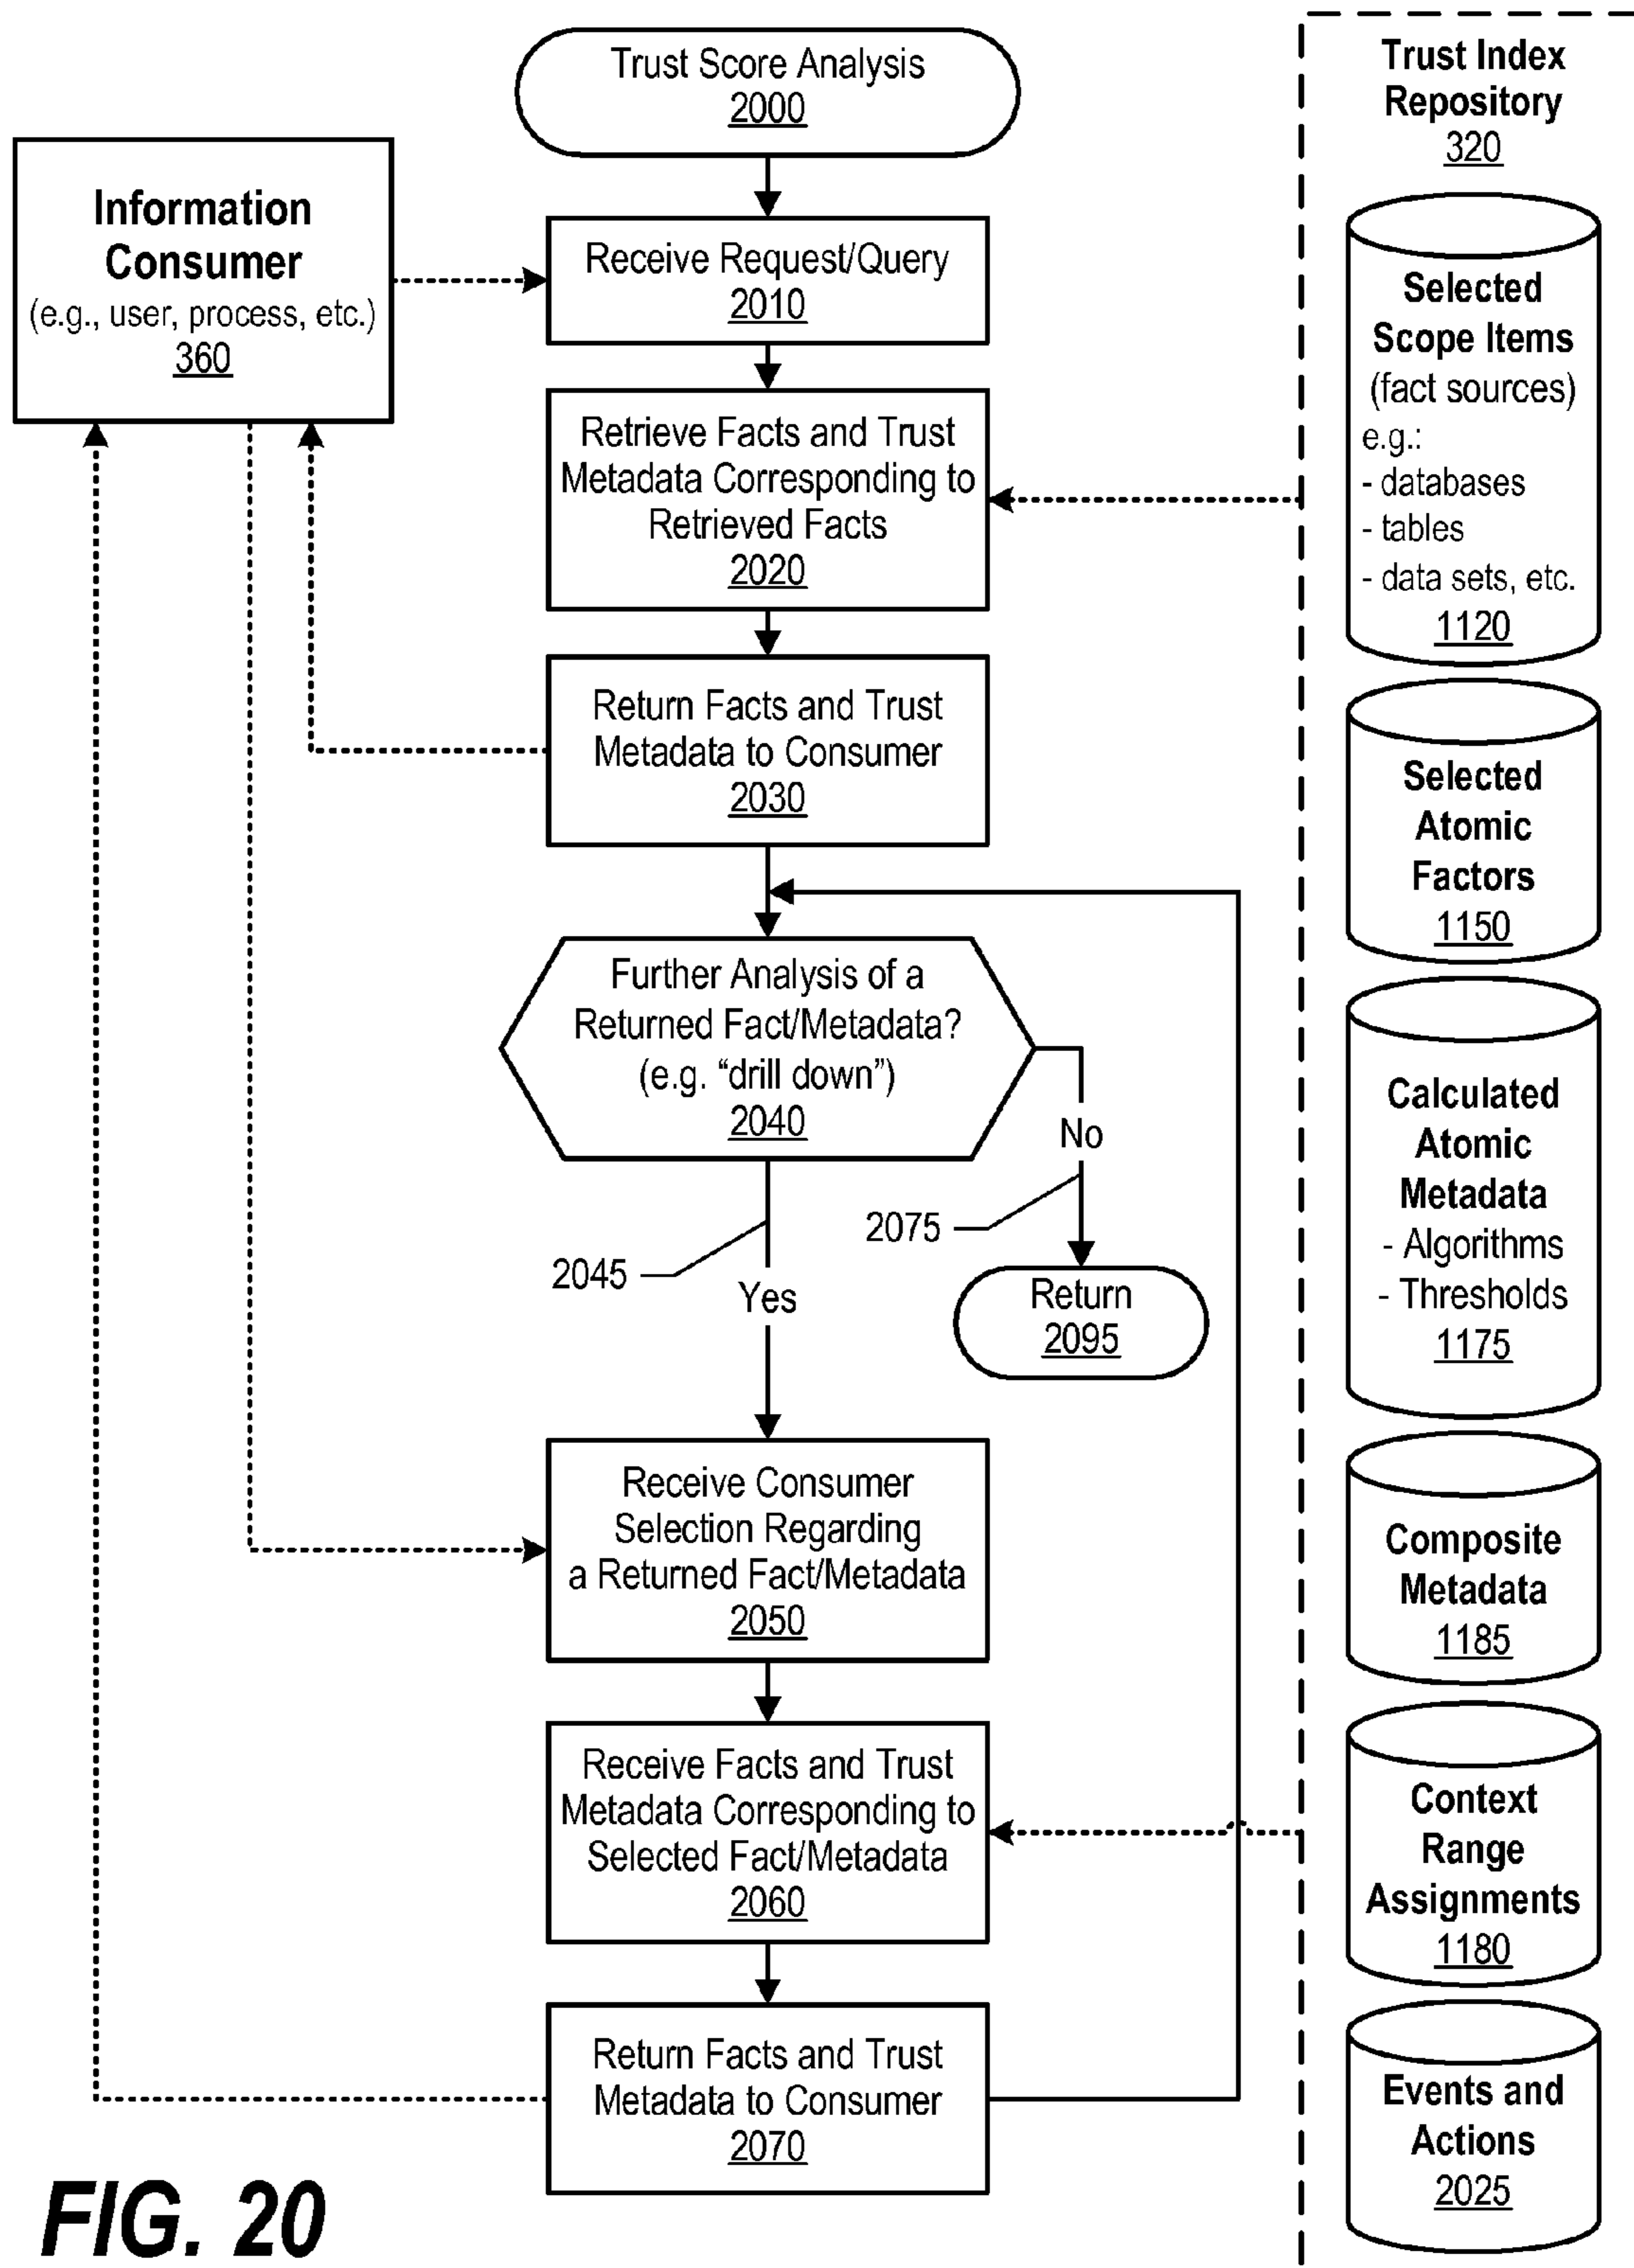 Trust Score Analysis
2000
Information
Consumer
(e.g., user, process, etc.)
360
Receive Request/Query
2010
Retrieve Facts and Trust
Metadata Corresponding to
Retrieved Facts
2020
Return Facts and Trust
Metadata to Consumer
2030
Further Analysis of a
Returned Fact/Metadata?
(e.g. “drill down”)
2040
No
2075
2045
Yes
Return
2095
Receive Consumer
Selection Regarding
a Returned Fact/Metadata
2050
Receive Facts and Trust
Metadata Corresponding to
Selected Fact/Metadata
2060
Return Facts and Trust
Metadata to Consumer
2070
Trust Index
Repository
320
Selected
Scope Items
(fact sources)
e.g.:
- databases
- tables
- data sets, etc.
1120
Selected
Atomic
Factors
1150
Calculated
Atomic
Metadata
- Algorithms
- Thresholds
1175
Composite
Metadata
1185
Context
Range
Assignments
1180
Events and
Actions
2025
FIG. 20